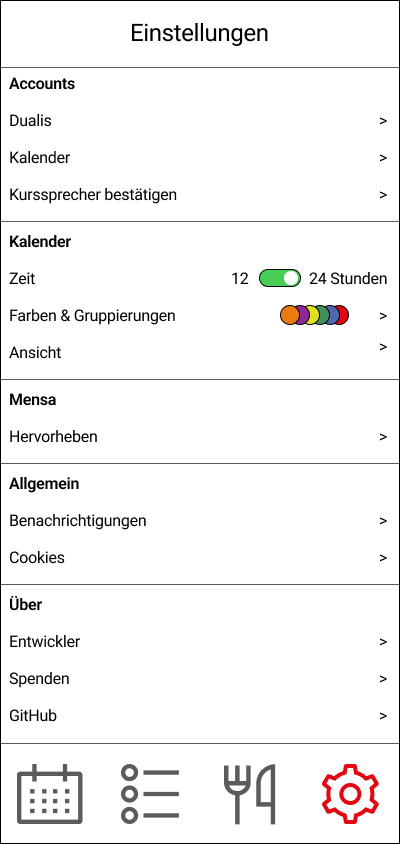 Einstellungen
Accounts
Dualis >
Kalender >
Kurssprecher bestätigen >
Kalender
Zeit 12 24 Stunden
Farben & Gruppierungen >
Ansicht >
Mensa
Hervorheben >
Allgemein
Benachrichtigungen >
Cookies >
Über
Entwickler >
Spenden >
GitHub >